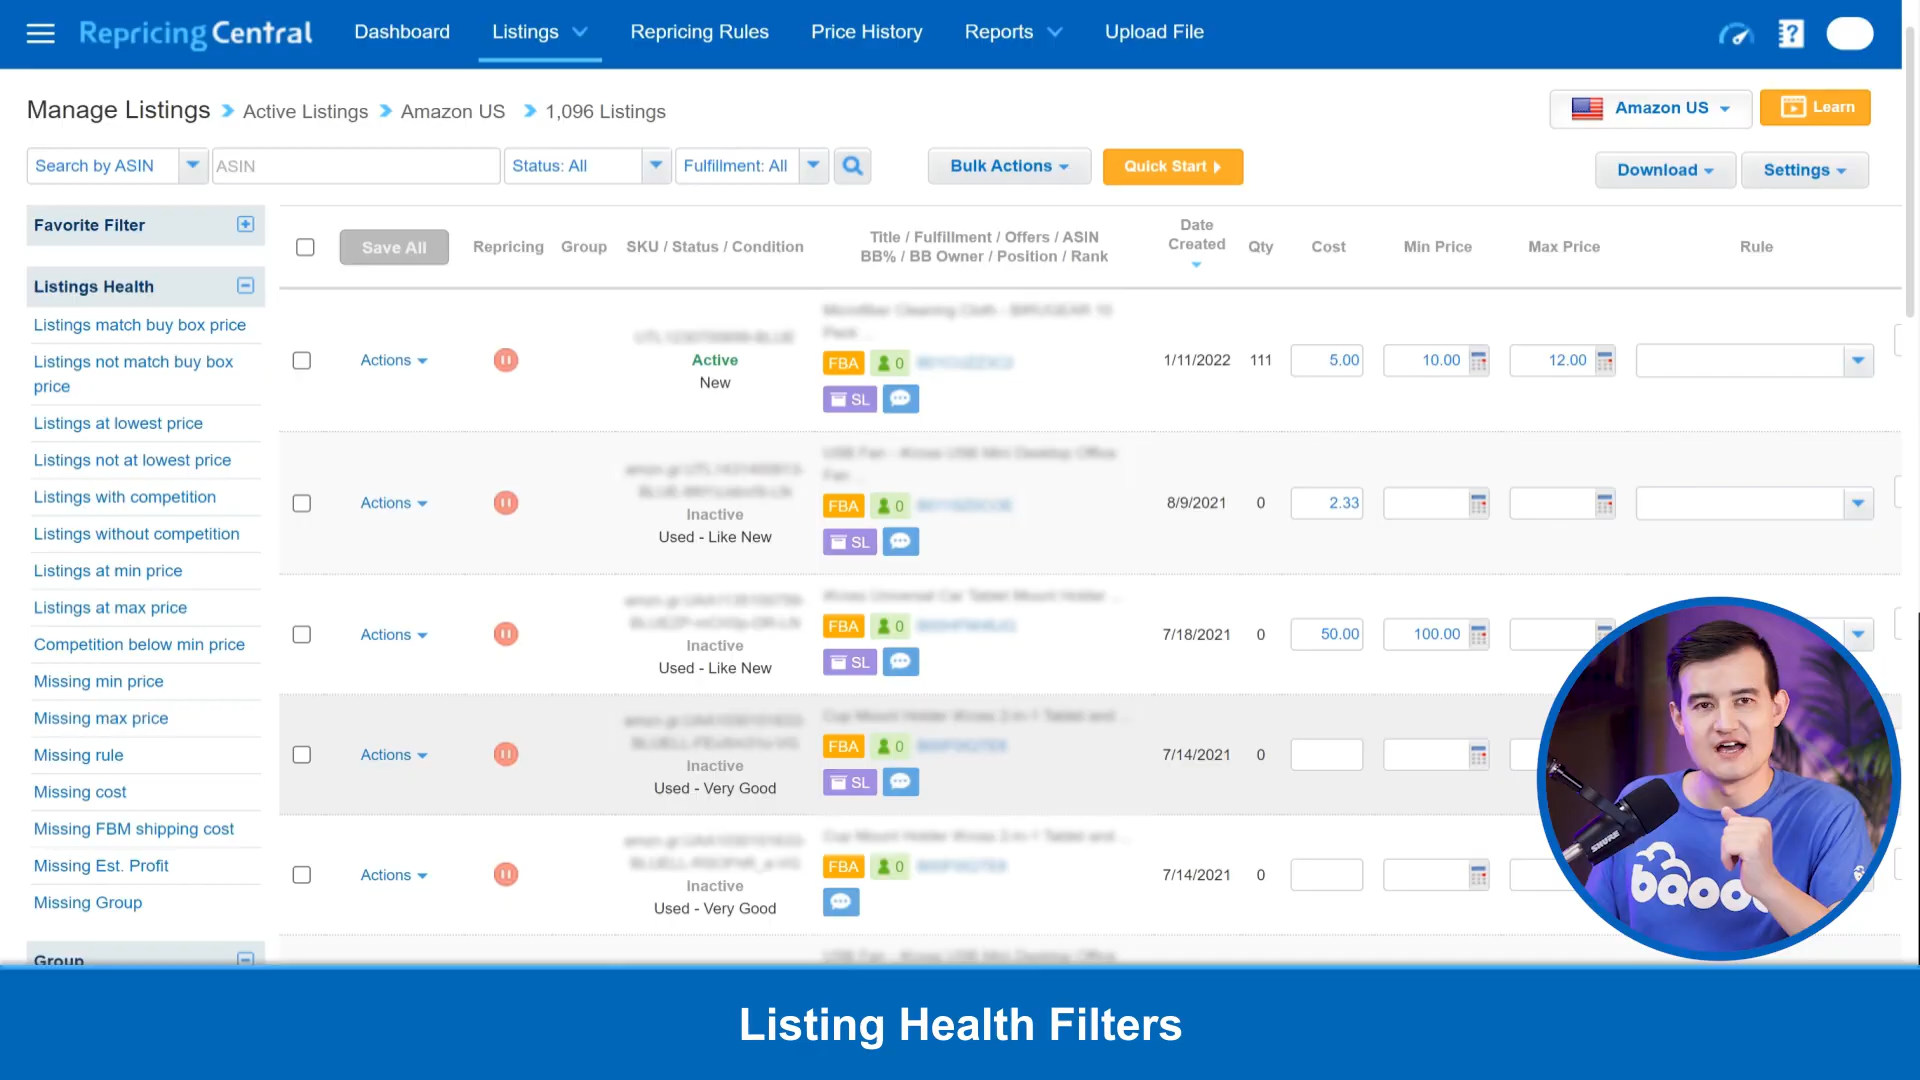 Repricing Central Dashboard Listings Repricing Rules Price History Reports Upload File
Manage Listings Active Listings Amazon US 1,096 Listings
Amazon US Learn
Search by ASIN ASIN Status: All Fulfillment: All Bulk Actions Quick Start Download Settings
Favorite Filter
Listings Health
Listings match buy box price
Listings not match buy box
price
Listings at lowest price
Listings not at lowest price
Listings with competition
Listings without competition
Listings at min price
Listings at max price
Competition below min price
Missing min price
Missing max price
Missing rule
Missing cost
Missing FBM shipping cost
Missing Est. Profit
Missing Group
Group
Save All Repricing Group SKU / Status / Condition
Title / Fulfillment / Offers / ASIN
BB% / BB Owner / Position / Rank
Date
Created
Qty Cost Min Price Max Price Rule
Actions
Active
New
FBA 0
SL
1/11/2022 111 5.00 10.00 12.00
Actions
Inactive
Used - Like New
FBA 0
SL
8/9/2021 0 2.33
Actions
Inactive
Used - Like New
FBA 0
SL
7/18/2021 0 50.00 100.00
Actions
Inactive
Used - Very Good
FBA 0
SL
7/14/2021 0
Actions
Inactive
Used - Very Good
FBA 0
7/14/2021 0
SHURE
Listing Health Filters